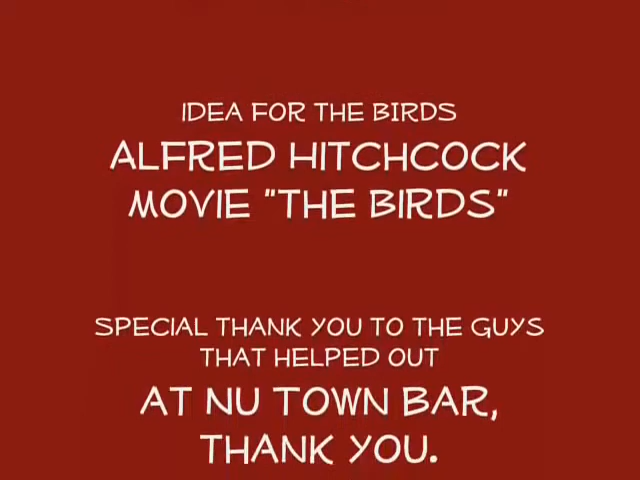 IDEA FOR THE BIRDS
ALFRED HITCHCOCK
MOVIE "THE BIRDS"
SPECIAL THANK YOU TO THE GUYS
THAT HELPED OUT
AT NU TOWN BAR,
THANK YOU.